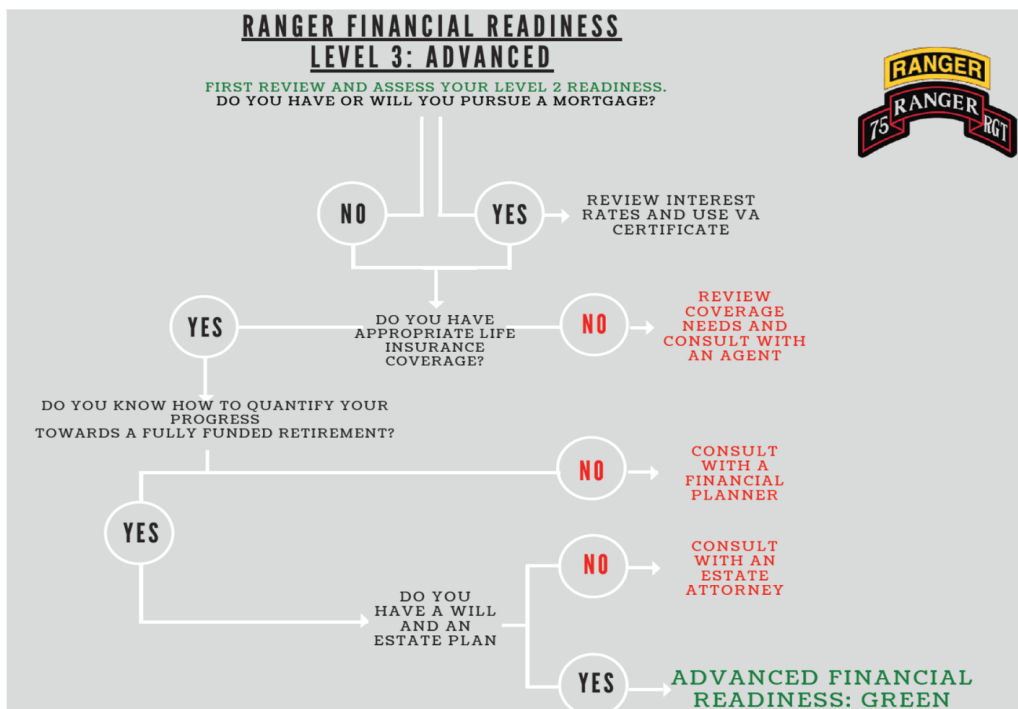 RANGER FINANCIAL READINESS
LEVEL 3: ADVANCED
FIRST REVIEW AND ASSESS YOUR LEVEL 2 READINESS.
DO YOU HAVE OR WILL YOU PURSUE A MORTGAGE?
RANGER
75 RANGER RGT
NO
YES
REVIEW INTEREST
RATES AND USE VA
CERTIFICATE
YES
DO YOU HAVE
APPROPRIATE LIFE
INSURANCE
COVERAGE?
NO
REVIEW
COVERAGE
NEEDS AND
CONSULT WITH
AN AGENT
DO YOU KNOW HOW TO QUANTIFY YOUR
PROGRESS
TOWARDS A FULLY FUNDED RETIREMENT?
NO
CONSULT
WITH A
FINANCIAL
PLANNER
YES
DO YOU
HAVE A WILL
AND AN
ESTATE PLAN
NO
CONSULT
WITH AN
ESTATE
ATTORNEY
YES
ADVANCED FINANCIAL
READINESS: GREEN